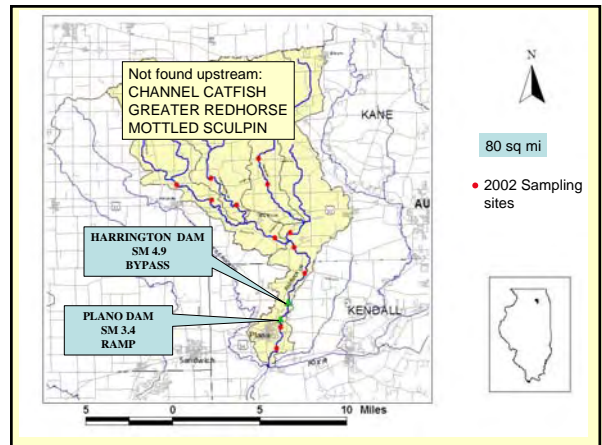 Not found upstream:
CHANNEL CATFISH
GREATER REDHORSE
MOTTLED SCULPIN
KANE
N
80 sq mi
2002 Sampling
sites
AU
HARRINGTON DAM
SM 4.9
BYPASS
KENDALL
PLANO DAM
SM 3.4
RAMP
Plano
Sandwich
5 0 5 10 Miles